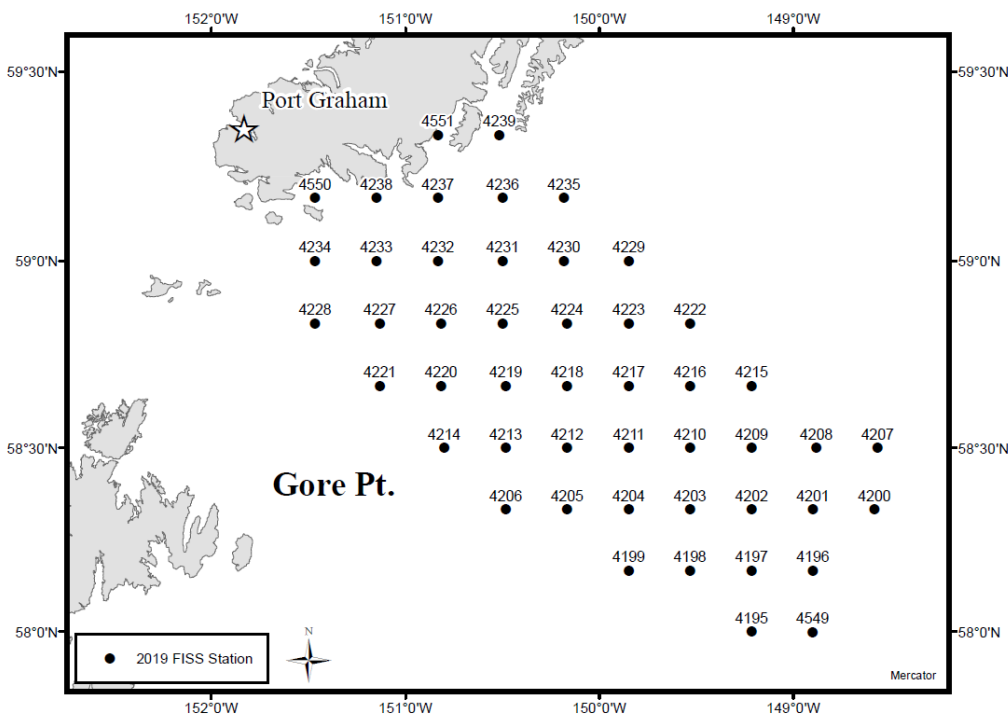 152°0'W 151°0'W 150°0'W 149°0'W
59°30'N 59°30'N
Port Graham
4551 4239
4550 4238 4237 4236 4235
4234 4233 4232 4231 4230 4229
59°0'N 59°0'N
4228 4227 4226 4225 4224 4223 4222
4221 4220 4219 4218 4217 4216 4215
4214 4213 4212 4211 4210 4209 4208 4207
58°30'N 58°30'N
Gore Pt.
4206 4205 4204 4203 4202 4201 4200
4199 4198 4197 4196
4195 4549
58°0'N 58°0'N
N
2019 FISS Station
Mercator
152°0'W 151°0'W 150°0'W 149°0'W